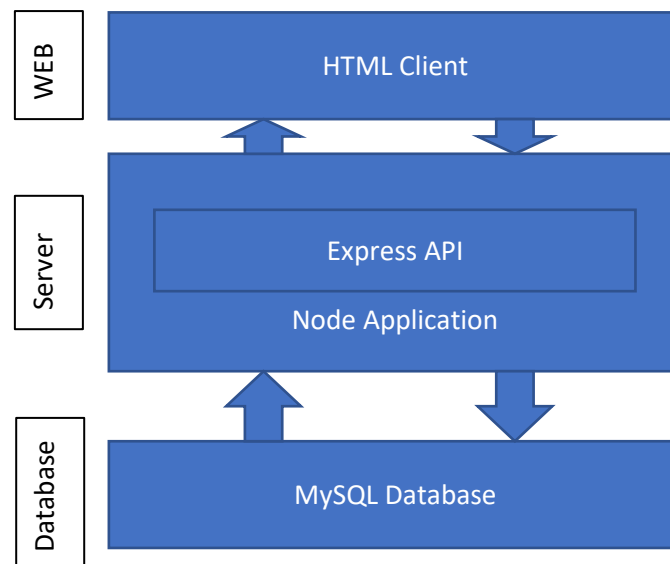 WEB
HTML Client
Server
Express API
Node Application
Database
MySQL Database